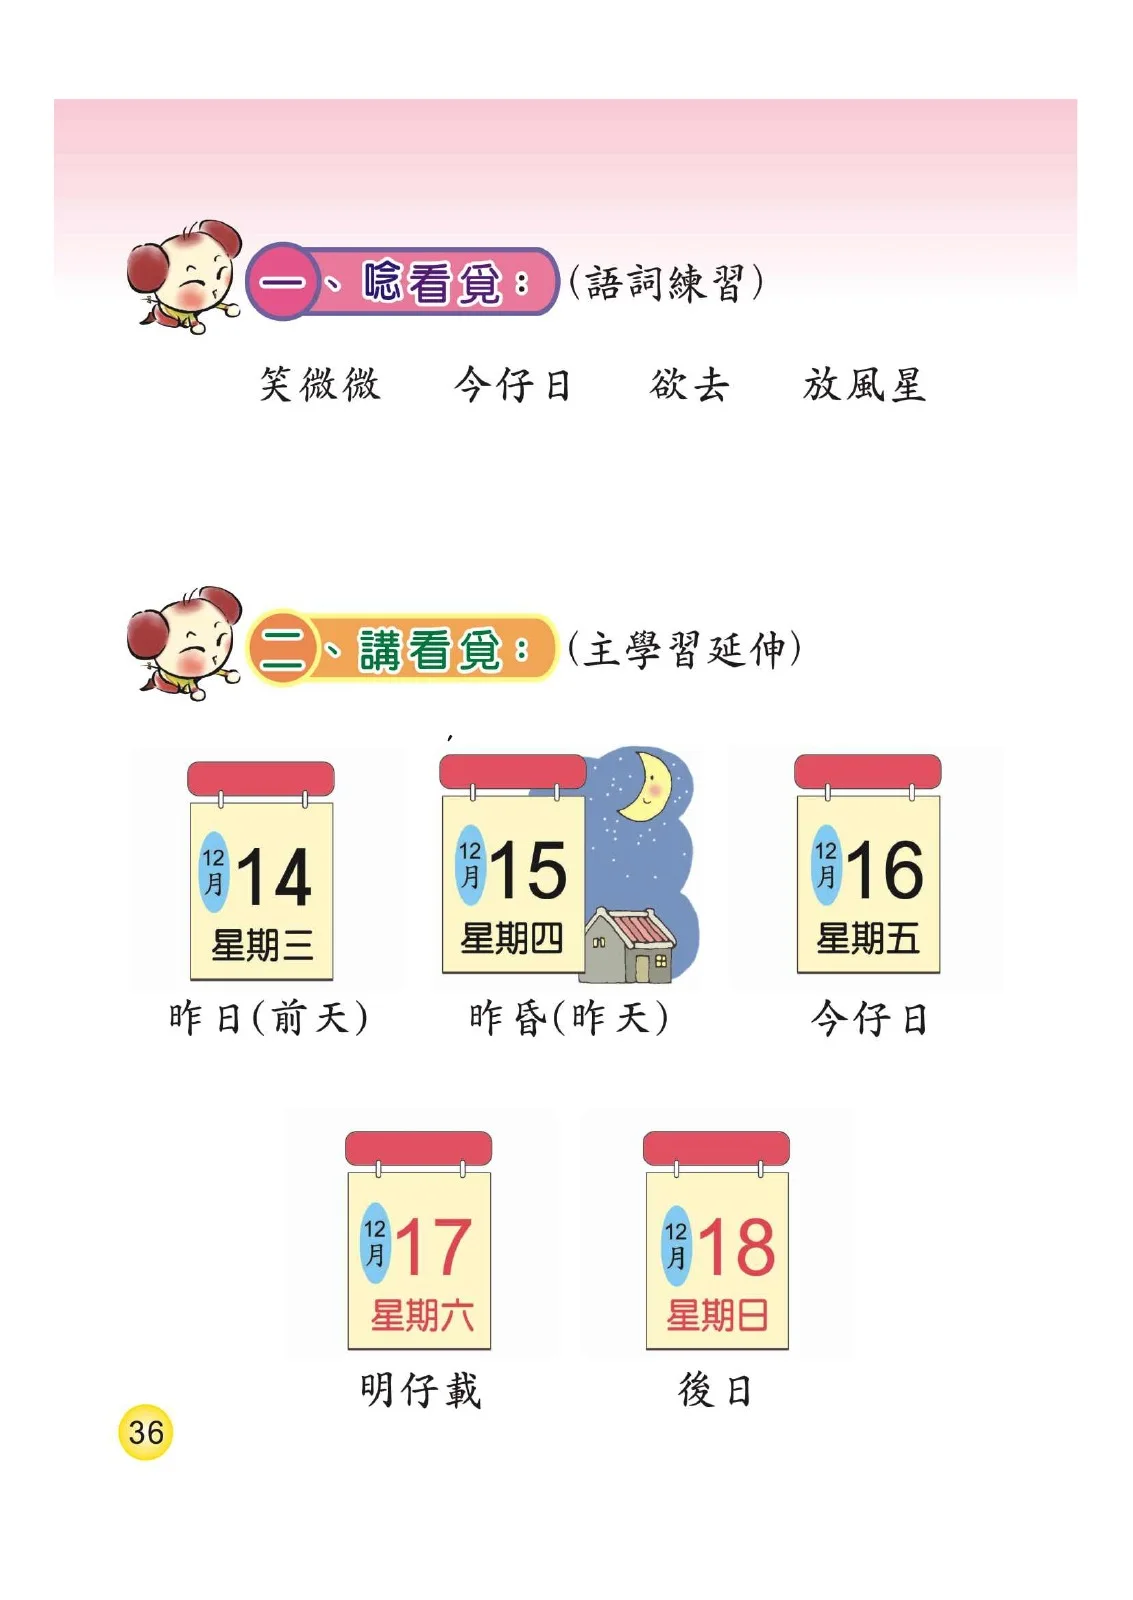 一、唸看覓：(語詞練習)
笑微微 今仔日 欲去 放風星
二、講看覓：(主學習延伸)
12月 14 星期三
昨日(前天)
12月 15 星期四
昨昏(昨天)
12月 16 星期五
今仔日
12月 17 星期六
明仔載
12月 18 星期日
後日
36